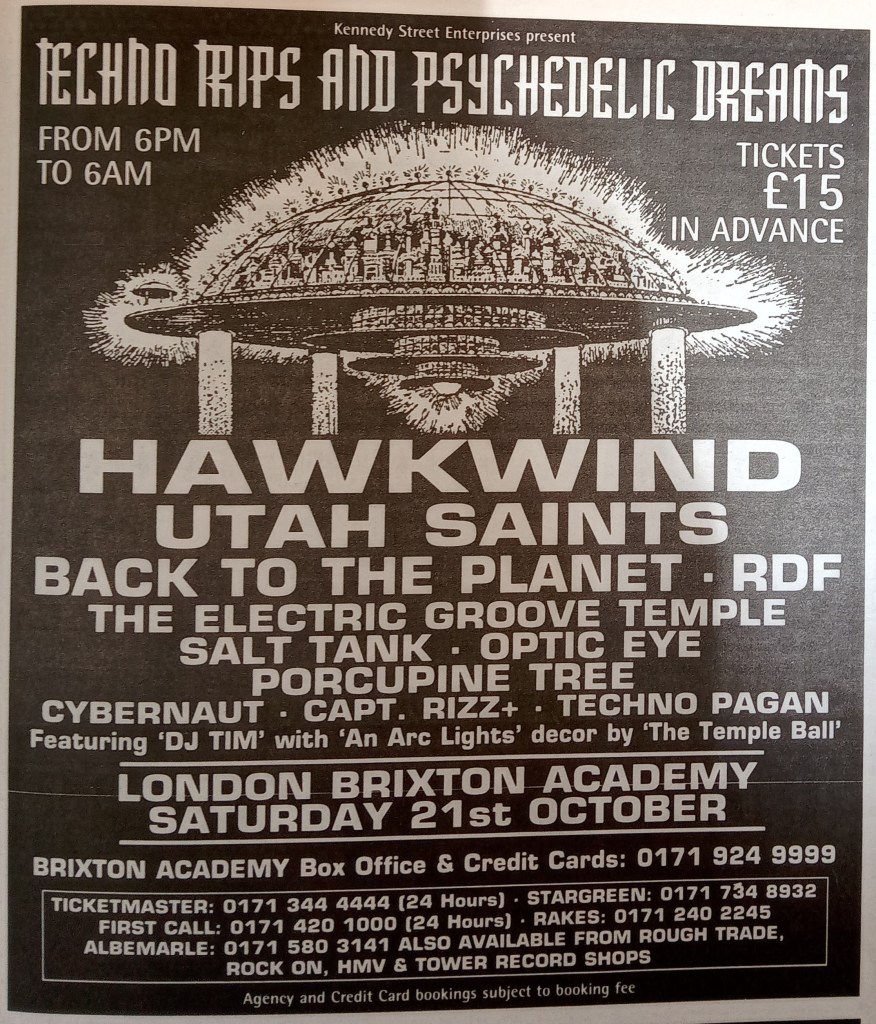 Kennedy Street Enterprises present
TECHNO TRIPS AND PSYCHEDELIC DREAMS
FROM 6PM
TO 6AM
TICKETS
£15
IN ADVANCE
HAWKWIND
UTAH SAINTS
BACK TO THE PLANET · RDF
THE ELECTRIC GROOVE TEMPLE
SALT TANK · OPTIC EYE
PORCUPINE TREE
CYBERNAUT · CAPT. RIZZ+ · TECHNO PAGAN
Featuring 'DJ TIM' with 'An Arc Lights' decor by 'The Temple Ball'
LONDON BRIXTON ACADEMY
SATURDAY 21st OCTOBER
BRIXTON ACADEMY Box Office & Credit Cards: 0171 924 9999
TICKETMASTER: 0171 344 4444 (24 Hours) · STARGREEN: 0171 734 8932
FIRST CALL: 0171 420 1000 (24 Hours) · RAKES: 0171 240 2245
ALBEMARLE: 0171 580 3141 ALSO AVAILABLE FROM ROUGH TRADE,
ROCK ON, HMV & TOWER RECORD SHOPS
Agency and Credit Card bookings subject to booking fee